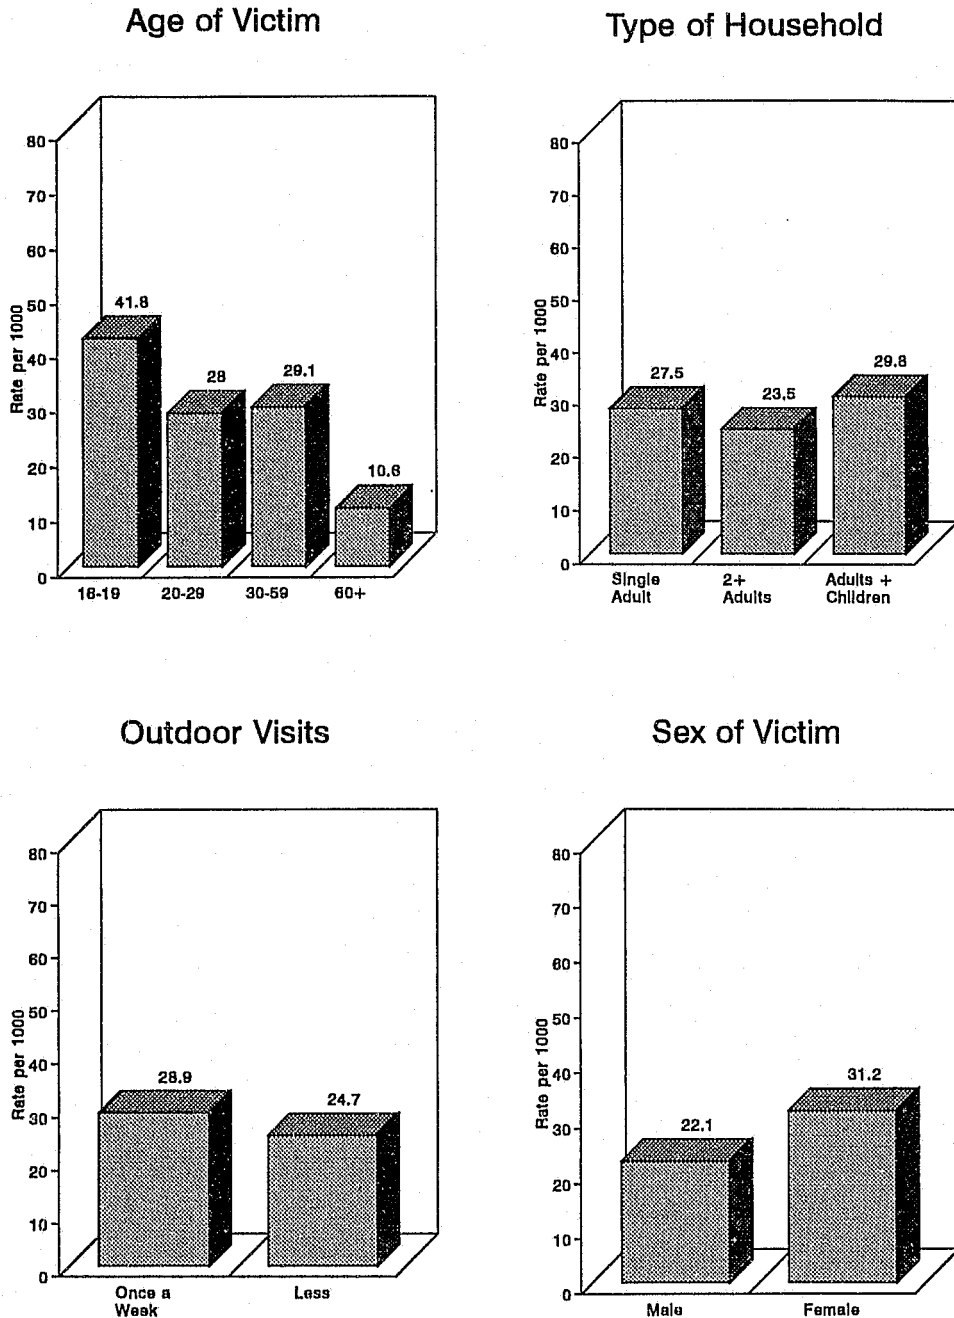 Age of Victim
Rate per 1000
80
70
60
50
40
30
20
10
0
41.8
28
29.1
10.6
16-19
20-29
30-59
60+
Type of Household
Rate per 1000
80
70
60
50
40
30
20
10
0
27.5
23.5
29.8
Single
Adult
2+
Adults
Adults +
Children
Outdoor Visits
Rate per 1000
80
70
60
50
40
30
20
10
0
28.9
24.7
Once a
Week
Less
Sex of Victim
Rate per 1000
80
70
60
50
40
30
20
10
0
22.1
31.2
Male
Female